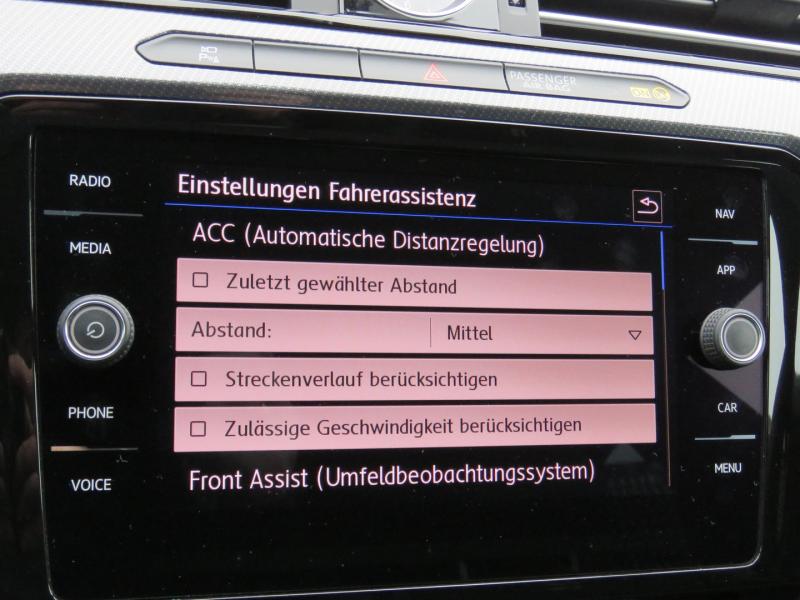 PASSENGER
AIR BAG
ON
RADIO
MEDIA
PHONE
VOICE
Einstellungen Fahrerassistenz
ACC (Automatische Distanzregelung)
Zuletzt gewählter Abstand
Abstand: Mittel
Streckenverlauf berücksichtigen
Zulässige Geschwindigkeit berücksichtigen
Front Assist (Umfeldbeobachtungssystem)
NAV
APP
CAR
MENU